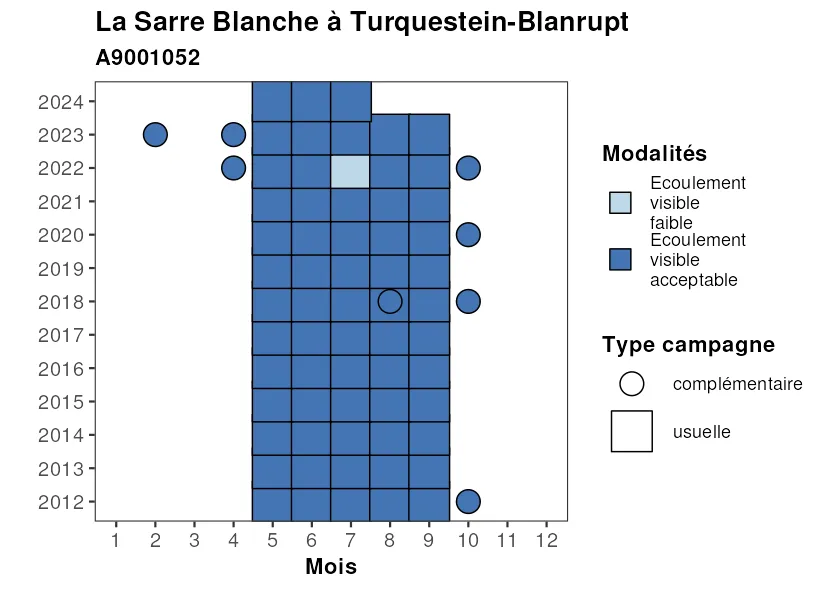 La Sarre Blanche à Turquestein-Blanrupt
A9001052
2024
2023
2022
2021
2020
2019
2018
2017
2016
2015
2014
2013
2012
1 2 3 4 5 6 7 8 9 10 11 12
Mois
Modalités
Ecoulement
visible
faible
Ecoulement
visible
acceptable
Type campagne
complémentaire
usuelle